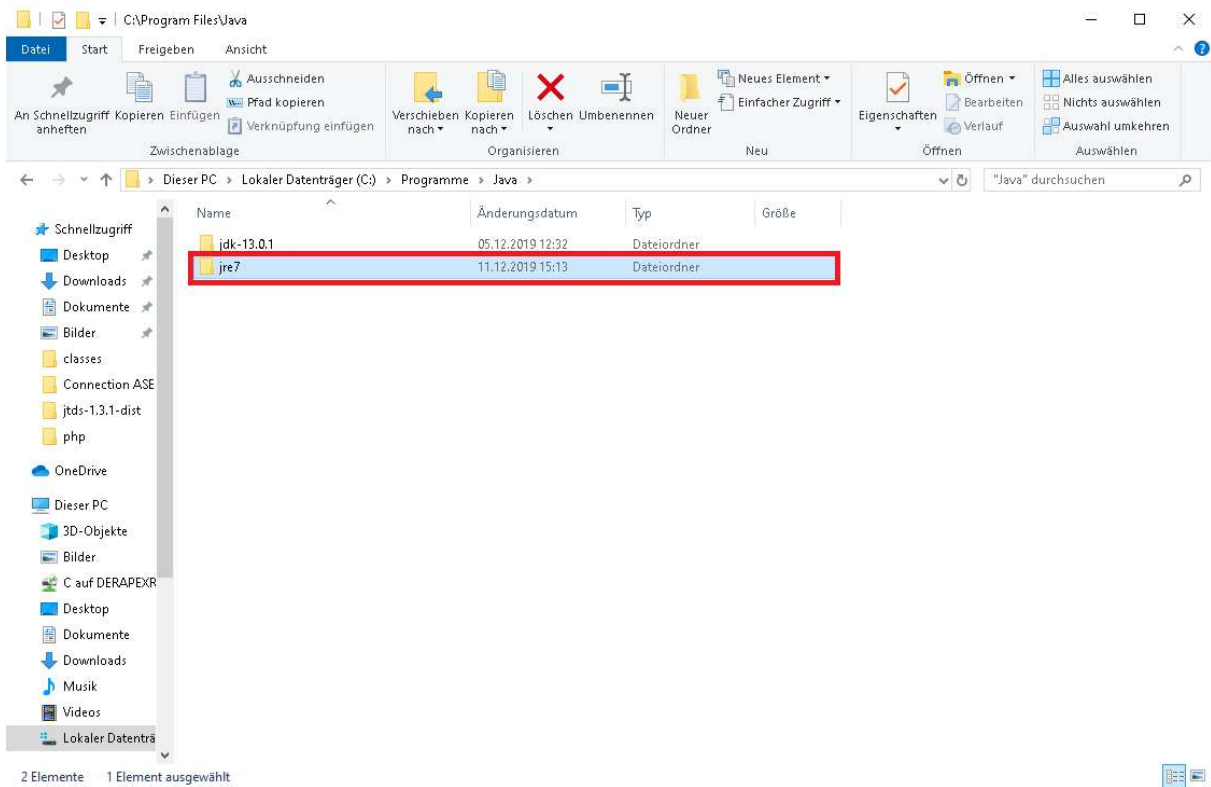 C:\Program Files\Java
Datei Start Freigeben Ansicht
An Schnellzugriff anheften
Kopieren
Einfügen
Ausschneiden
Pfad kopieren
Verknüpfung einfügen
Zwischenablage
Verschieben nach
Kopieren nach
Löschen
Umbenennen
Organisieren
Neuer Ordner
Neues Element
Einfacher Zugriff
Neu
Eigenschaften
Öffnen
Bearbeiten
Verlauf
Öffnen
Alles auswählen
Nichts auswählen
Auswahl umkehren
Auswählen
Dieser PC > Lokaler Datenträger (C:) > Programme > Java >
"Java" durchsuchen
Name Änderungsdatum Typ Größe
jdk-13.0.1 05.12.2019 12:32 Dateiordner
jre7 11.12.2019 15:13 Dateiordner
Schnellzugriff
Desktop
Downloads
Dokumente
Bilder
classes
Connection ASE
jtds-1.3.1-dist
php
OneDrive
Dieser PC
3D-Objekte
Bilder
C auf DERAPEXR
Desktop
Dokumente
Downloads
Musik
Videos
Lokaler Datenträ
2 Elemente 1 Element ausgewählt